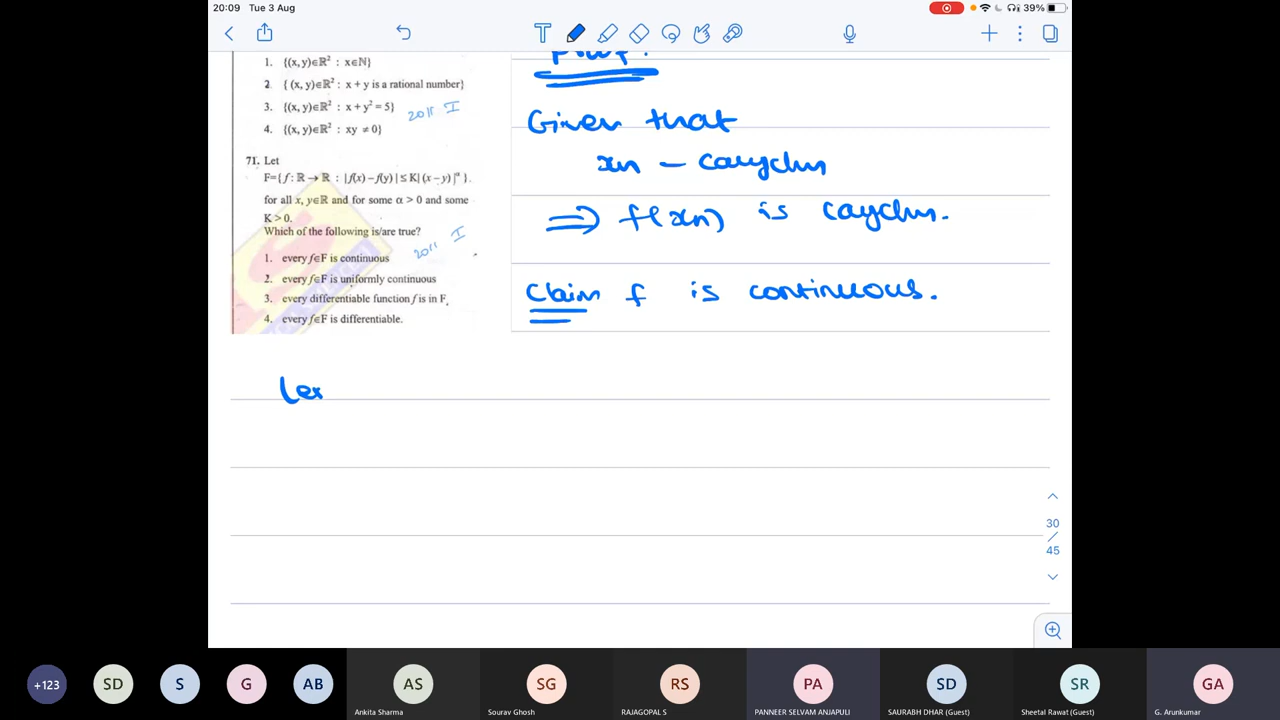 20:09 Tue 3 Aug
39%
1. {(x, y)∈ℝ² : x∈ℕ}
2. { (x, y)∈ℝ² : x + y is a rational number}
3. {(x, y)∈ℝ² : x + y² = 5}
4. {(x, y)∈ℝ² : xy ≠ 0}
2011 I
71. Let
F={ f : ℝ → ℝ : | f(x) – f(y) | ≤ K| (x – y) |ᵅ }.
for all x, y∈ℝ and for some α > 0 and some
K > 0.
Which of the following is/are true?
2011 I
1. every f∈F is continuous
2. every f∈F is uniformly continuous
3. every differentiable function f is in F.
4. every f∈F is differentiable.
Proof:
Given that
xn – cauychn
⟹ f(xn) is cauychn.
Claim f is continuous.
Let
30
/
45
+123
SD
S
G
AB
AS
SG
RS
PA
SD
SR
GA
Ankita Sharma
Sourav Ghosh
RAJAGOPAL S
PANNEER SELVAM ANJAPULI
SAURABH DHAR (Guest)
Sheetal Rawat (Guest)
G. Arunkumar